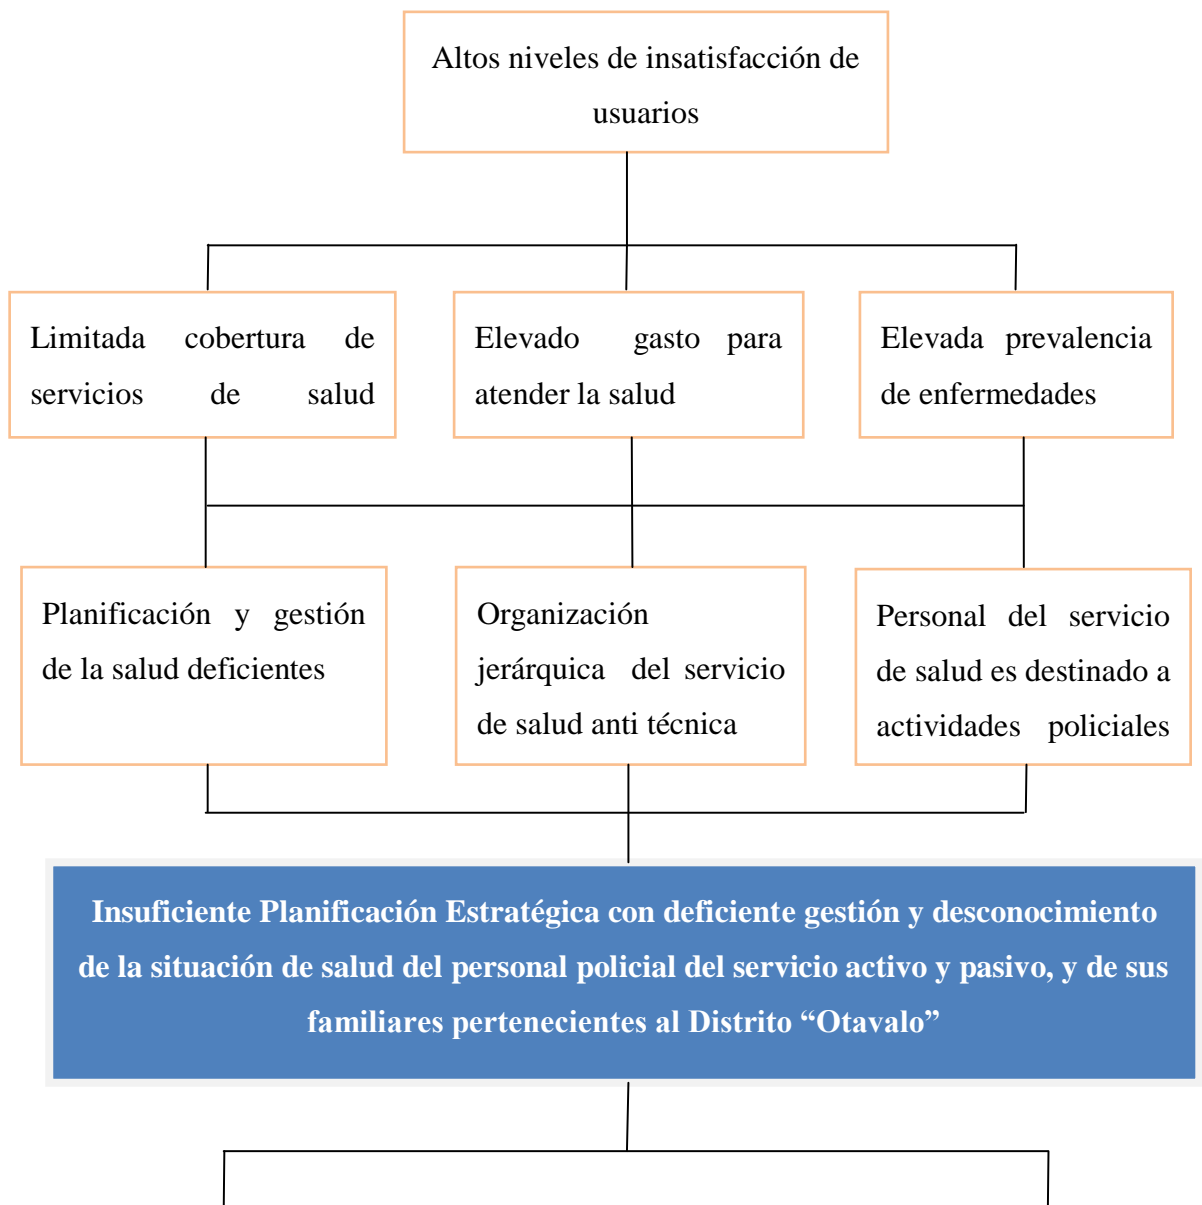 Altos niveles de insatisfacción de
usuarios
Limitada cobertura de
servicios de salud
Elevado gasto para
atender la salud
Elevada prevalencia
de enfermedades
Planificación y gestión
de la salud deficientes
Organización
jerárquica del servicio
de salud anti técnica
Personal del servicio
de salud es destinado a
actividades policiales
Insuficiente Planificación Estratégica con deficiente gestión y desconocimiento
de la situación de salud del personal policial del servicio activo y pasivo, y de sus
familiares pertenecientes al Distrito “Otavalo”